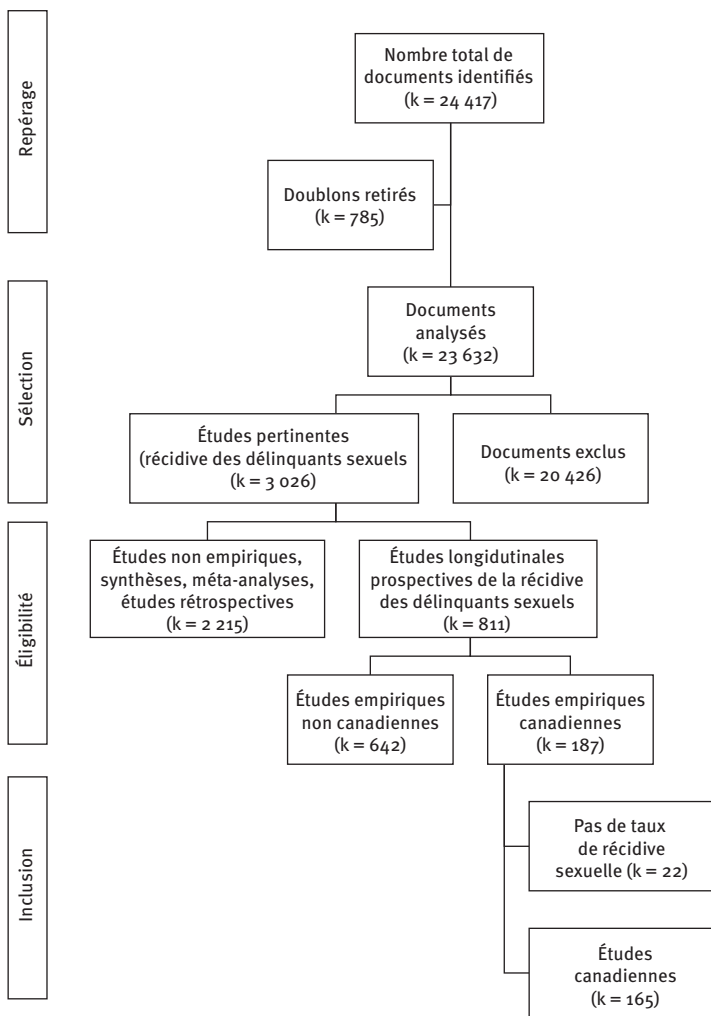 Repérage
Nombre total de
documents identifiés
(k = 24 417)
Doublons retirés
(k = 785)
Sélection
Documents
analysés
(k = 23 632)
Études pertinentes
(récidive des délinquants sexuels
(k = 3 026)
Documents exclus
(k = 20 426)
Éligibilité
Études non empiriques,
synthèses, méta-analyses,
études rétrospectives
(k = 2 215)
Études longidutinales
prospectives de la récidive
des délinquants sexuels
(k = 811)
Études empiriques
non canadiennes
(k = 642)
Études empiriques
canadiennes
(k = 187)
Inclusion
Pas de taux
de récidive
sexuelle (k = 22)
Études
canadiennes
(k = 165)